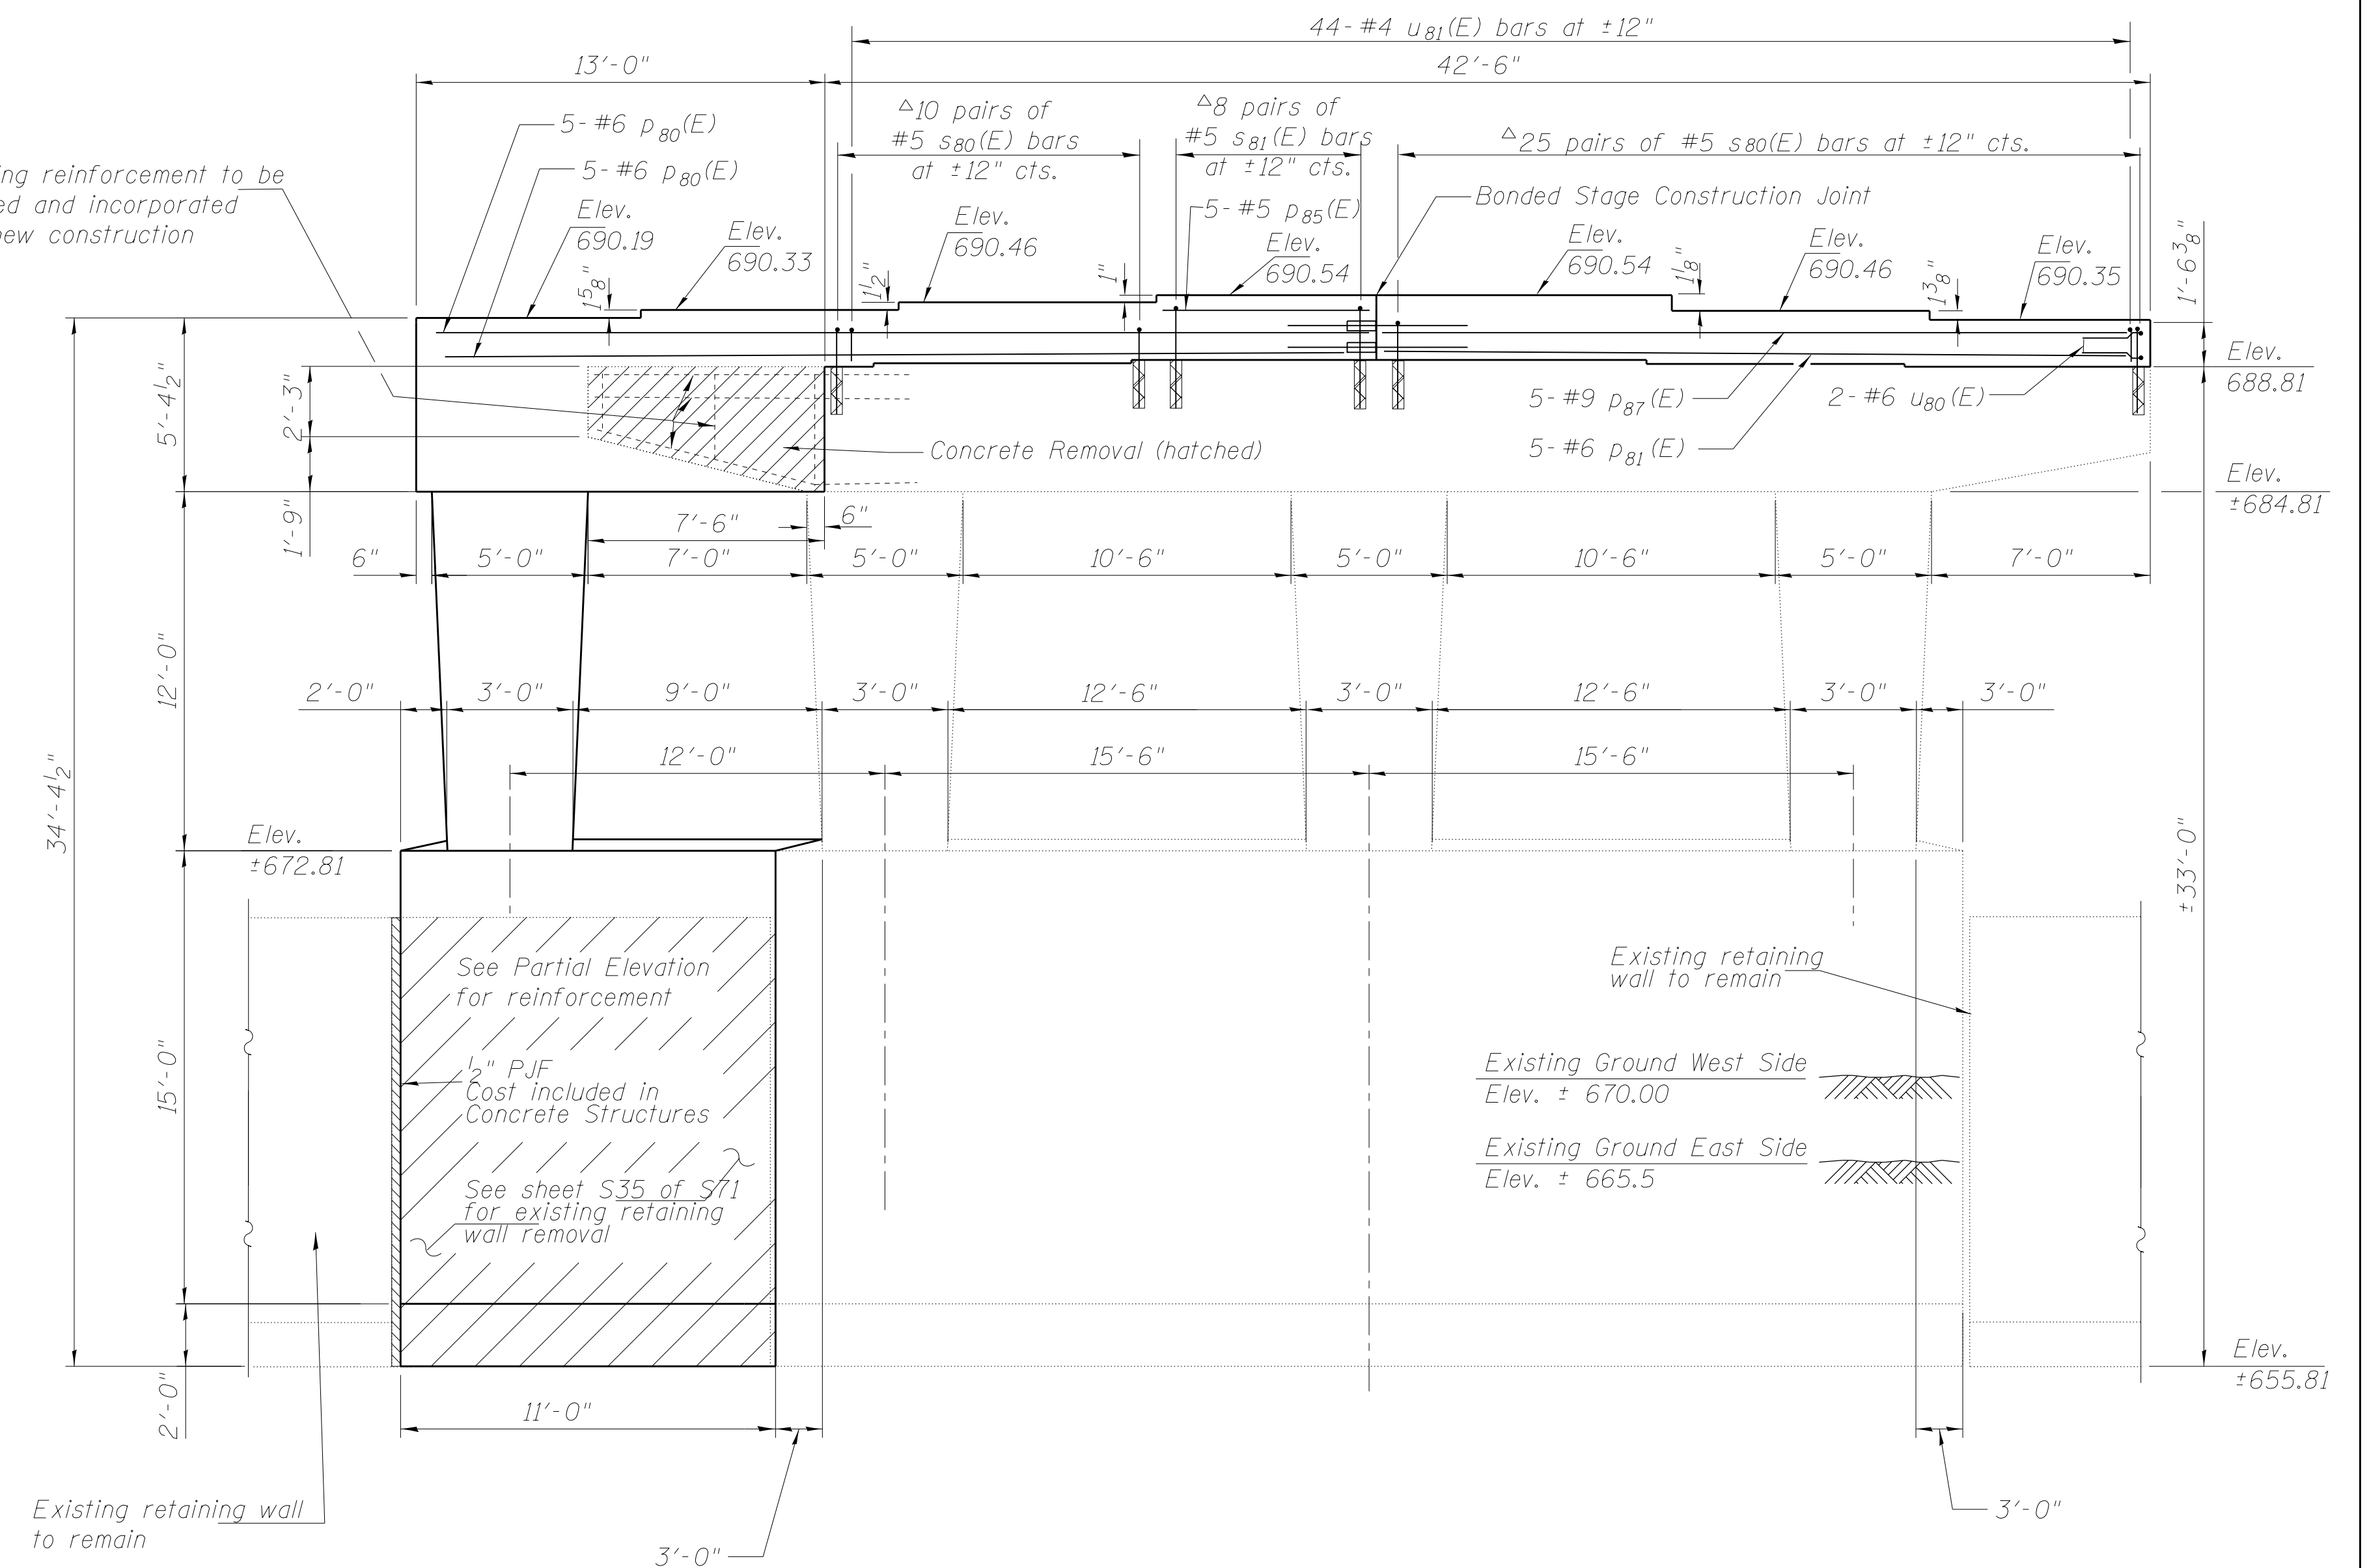 44-#4 u81(E) bars at ±12"
13'-0"
42'-6"
5-#6 p80(E)
5-#6 p80(E)
△10 pairs of
#5 s80(E) bars
at ±12" cts.
△8 pairs of
#5 s81(E) bars
at ±12" cts.
△25 pairs of #5 s80(E) bars at ±12" cts.
reinforcement to be
and incorporated
construction
Elev.
690.19
Elev.
690.33
Elev.
690.46
5-#5 p85(E)
Elev.
690.54
Bonded Stage Construction Joint
Elev.
690.54
Elev.
690.46
Elev.
690.35
1 5/8"
1 1/2"
1"
1 1/8"
1 3/8"
1'-6 3/8"
Elev.
688.81
5'-4 1/2"
2'-3"
1'-9"
Concrete Removal (hatched)
5-#9 p87(E)
2-#6 u80(E)
5-#6 p81(E)
Elev.
±684.81
7'-6"
6"
6"
5'-0"
7'-0"
5'-0"
10'-6"
5'-0"
10'-6"
5'-0"
7'-0"
12'-0"
2'-0"
3'-0"
9'-0"
3'-0"
12'-6"
3'-0"
12'-6"
3'-0"
3'-0"
12'-0"
15'-6"
15'-6"
34'-4 1/2"
Elev.
±672.81
±33'-0"
See Partial Elevation
for reinforcement
1/2" PJF
Cost included in
Concrete Structures
See sheet S35 of S71
for existing retaining
wall removal
Existing retaining
wall to remain
Existing Ground West Side
Elev. ± 670.00
Existing Ground East Side
Elev. ± 665.5
15'-0"
2'-0"
Elev.
±655.81
11'-0"
3'-0"
3'-0"
Existing retaining wall
to remain